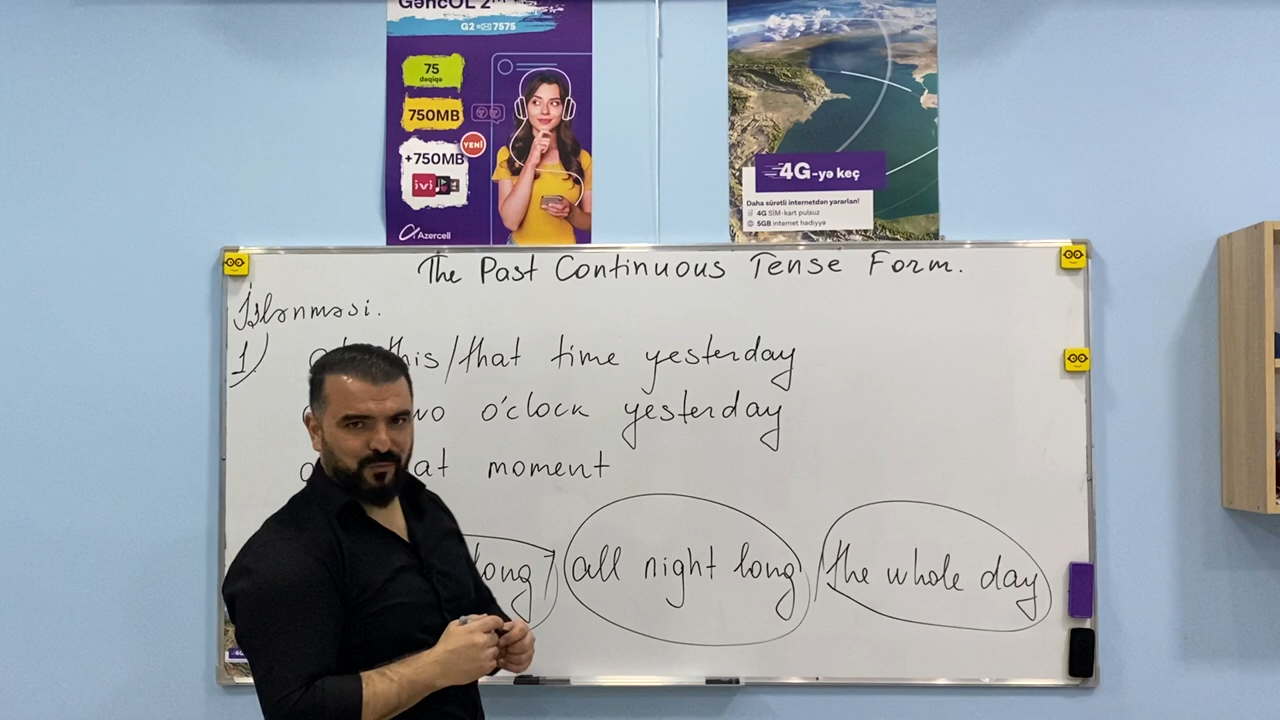 GəncOL 2
G2 7575
75
dəqiqə
750MB
YENİ
+750MB
ivi
Azercell
4G-yə keç
Daha sürətli internetdən yararlan!
4G SİM-kart pulsuz
5GB internet hədiyyə
The Past Continuous Tense Form.
İşlənməsi.
1) this/that time yesterday
o'clock yesterday
moment
long all night long the whole day